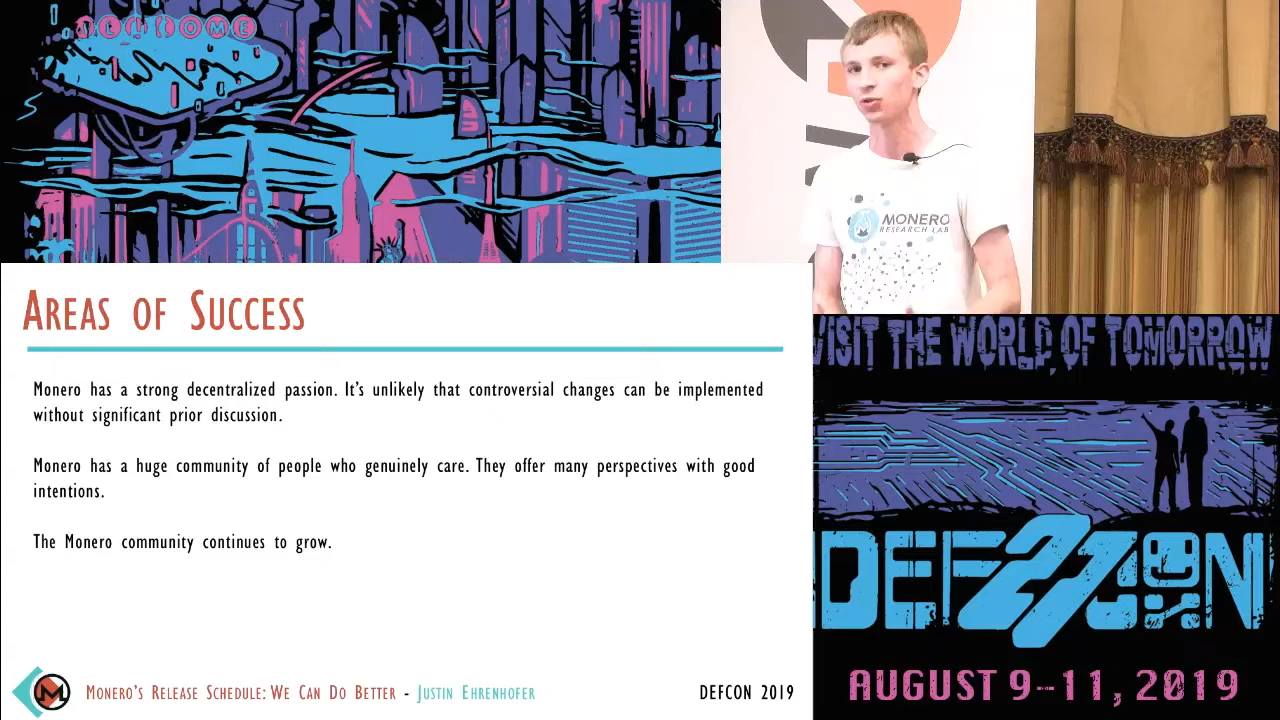 WELCOME
MONERO
RESEARCH LAB
AREAS OF SUCCESS
Monero has a strong decentralized passion. It's unlikely that controversial changes can be implemented
without significant prior discussion.
Monero has a huge community of people who genuinely care. They offer many perspectives with good
intentions.
The Monero community continues to grow.
MONERO'S RELEASE SCHEDULE: WE CAN DO BETTER - JUSTIN EHRENHOFER
DEFCON 2019
VISIT THE WORLD OF TOMORROW
DEF27CON
AUGUST 9-11, 2019